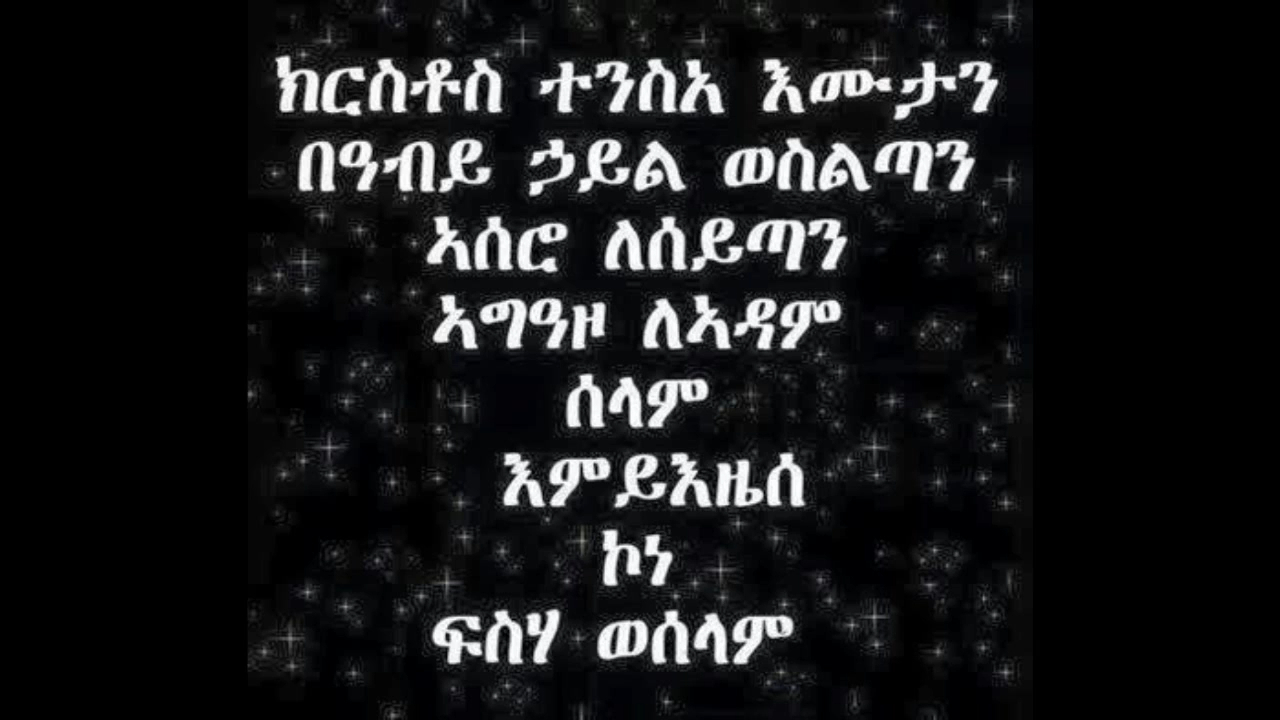 ክርስቶስ ተንስአ እሙታን
በዓብይ ኃይል ወስልጣን
ኣሰሮ ለሰይጣን
ኣግዓዞ ለኣዳም
ሰላም
እምይእዜሰ
ኮነ
ፍስሃ ወሰላም